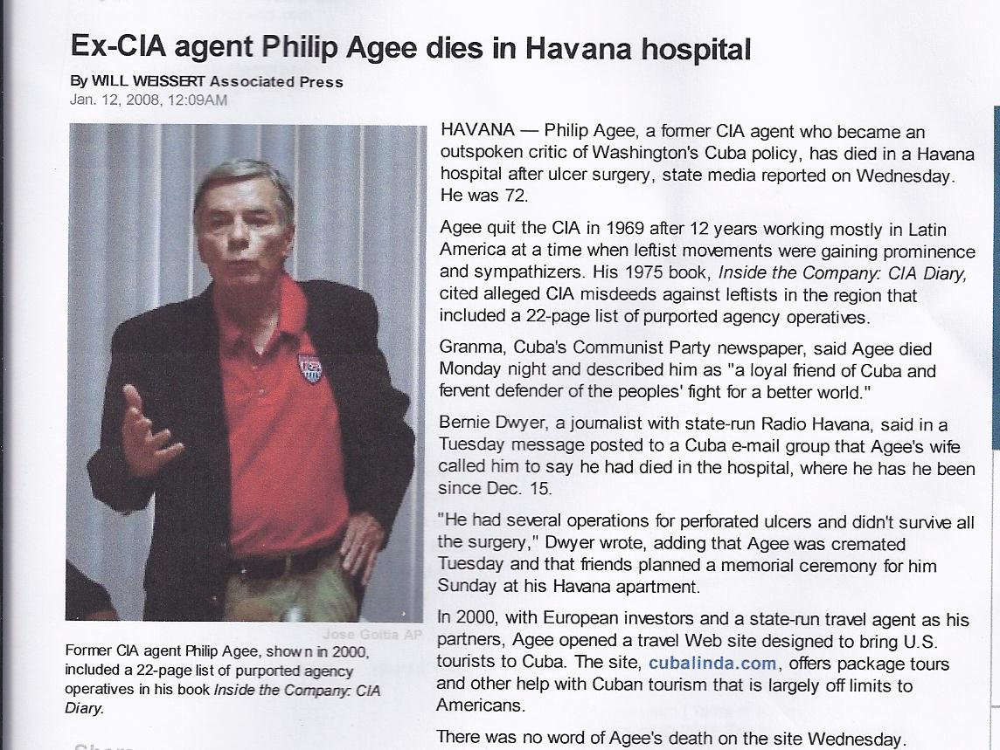 Ex-CIA agent Philip Agee dies in Havana hospital
By WILL WEISSERT Associated Press
Jan. 12, 2008, 12:09AM
HAVANA — Philip Agee, a former CIA agent who became an
outspoken critic of Washington's Cuba policy, has died in a Havana
hospital after ulcer surgery, state media reported on Wednesday.
He was 72.
Agee quit the CIA in 1969 after 12 years working mostly in Latin
America at a time when leftist movements were gaining prominence
and sympathizers. His 1975 book, Inside the Company: CIA Diary,
cited alleged CIA misdeeds against leftists in the region that
included a 22-page list of purported agency operatives.
Granma, Cuba's Communist Party newspaper, said Agee died
Monday night and described him as "a loyal friend of Cuba and
fervent defender of the peoples' fight for a better world."
Bernie Dwyer, a journalist with state-run Radio Havana, said in a
Tuesday message posted to a Cuba e-mail group that Agee's wife
called him to say he had died in the hospital, where he has he been
since Dec. 15.
"He had several operations for perforated ulcers and didn't survive all
the surgery," Dwyer wrote, adding that Agee was cremated
Tuesday and that friends planned a memorial ceremony for him
Sunday at his Havana apartment.
In 2000, with European investors and a state-run travel agent as his
partners, Agee opened a travel Web site designed to bring U.S.
tourists to Cuba. The site, cubalinda.com, offers package tours
and other help with Cuban tourism that is largely off limits to
Americans.
There was no word of Agee's death on the site Wednesday.
Jose Goitia AP
Former CIA agent Philip Agee, shown in 2000,
included a 22-page list of purported agency
operatives in his book Inside the Company: CIA
Diary.